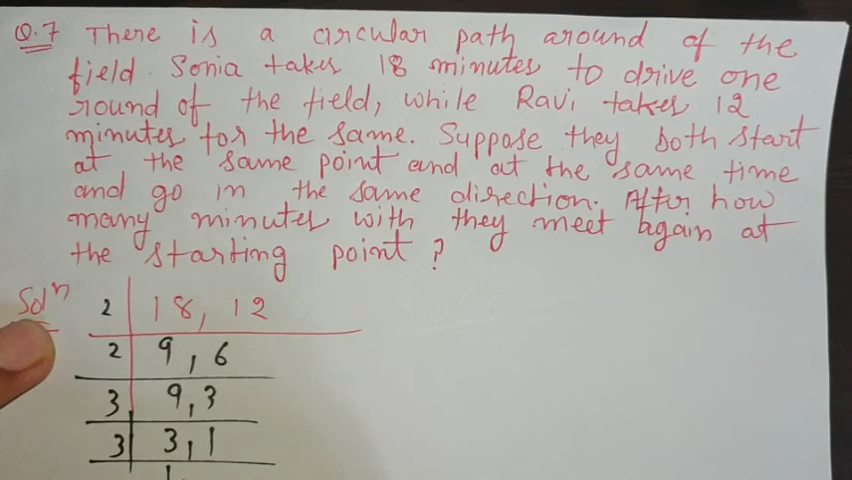 Q.7 There is a circular path around of the
field. Sonia takes 18 minutes to drive one
round of the field, while Ravi takes 12
minutes for the same. Suppose they both start
at the same point and at the same time
and go in the same direction. After how
many minutes with they meet again at
the starting point?
Solⁿ
2 18, 12
2 9, 6
3 9, 3
3 3, 1